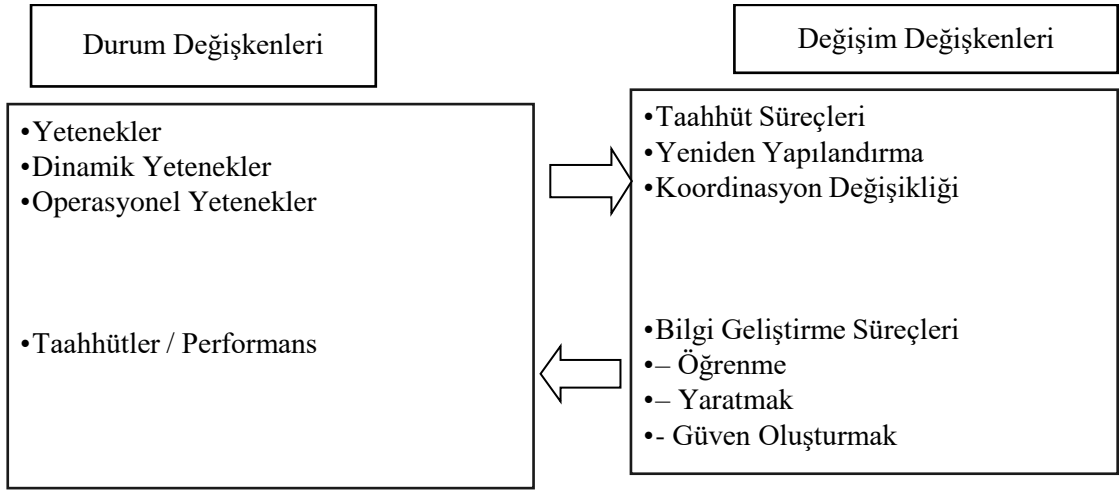 Durum Değişkenleri
Değişim Değişkenleri
•Yetenekler
•Dinamik Yetenekler
•Operasyonel Yetenekler
•Taahhütler / Performans
•Taahhüt Süreçleri
•Yeniden Yapılandırma
•Koordinasyon Değişikliği
•Bilgi Geliştirme Süreçleri
•– Öğrenme
•– Yaratmak
•- Güven Oluşturmak